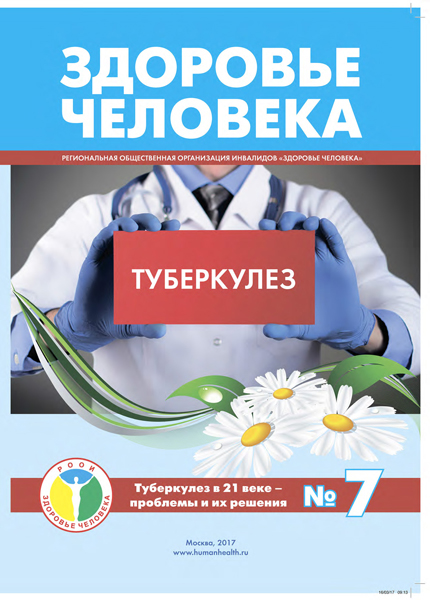 ЗДОРОВЬЕ
ЧЕЛОВЕКА
РЕГИОНАЛЬНАЯ ОБЩЕСТВЕННАЯ ОРГАНИЗАЦИЯ ИНВАЛИДОВ «ЗДОРОВЬЕ ЧЕЛОВЕКА»
ТУБЕРКУЛЕЗ
РООИ
ЗДОРОВЬЕ ЧЕЛОВЕКА
Туберкулез в 21 веке –
проблемы и их решения
№ 7
Москва, 2017
www.humanhealth.ru